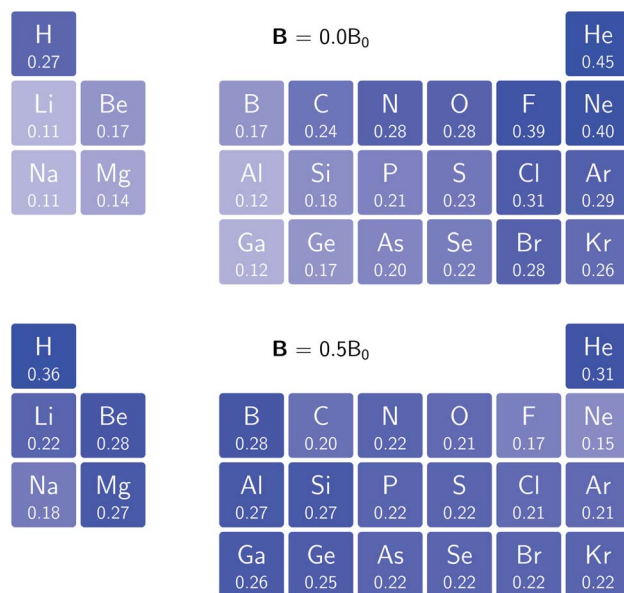 H
B = 0.0B₀
He
0.27
0.45
Li Be B C N O F Ne
0.11 0.17 0.17 0.24 0.28 0.28 0.39 0.40
Na Mg Al Si P S Cl Ar
0.11 0.14 0.12 0.18 0.21 0.23 0.31 0.29
Ga Ge As Se Br Kr
0.12 0.17 0.20 0.22 0.28 0.26
H
B = 0.5B₀
He
0.36
0.31
Li Be B C N O F Ne
0.22 0.28 0.28 0.20 0.22 0.21 0.17 0.15
Na Mg Al Si P S Cl Ar
0.18 0.27 0.27 0.27 0.22 0.22 0.21 0.21
Ga Ge As Se Br Kr
0.26 0.25 0.22 0.22 0.22 0.22